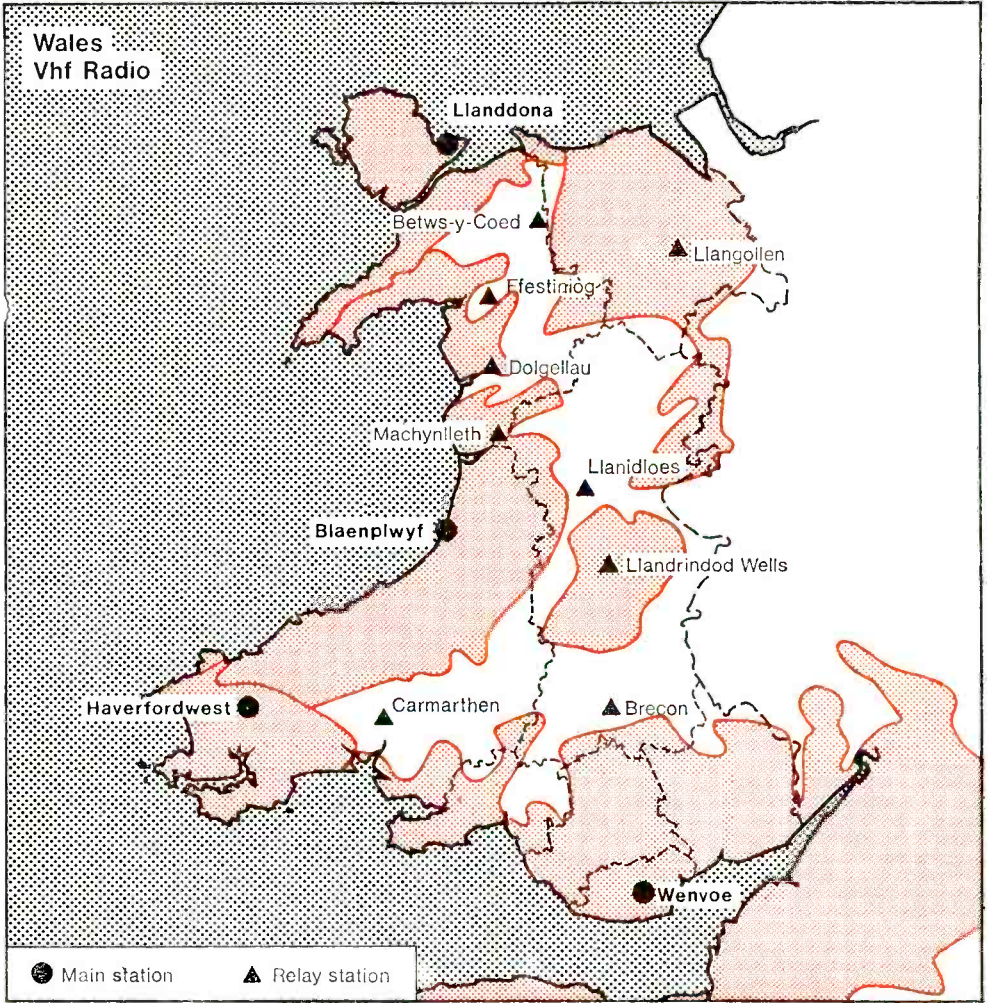 Wales
Vhf Radio
Llanddona
Betws-y-Coed
Llangollen
Ffestiniog
Dolgellau
Machynlleth
Llanidloes
Blaenplwyf
Llandrindod Wells
Haverfordwest
Carmarthen
Brecon
Wenvoe
Main station
Relay station